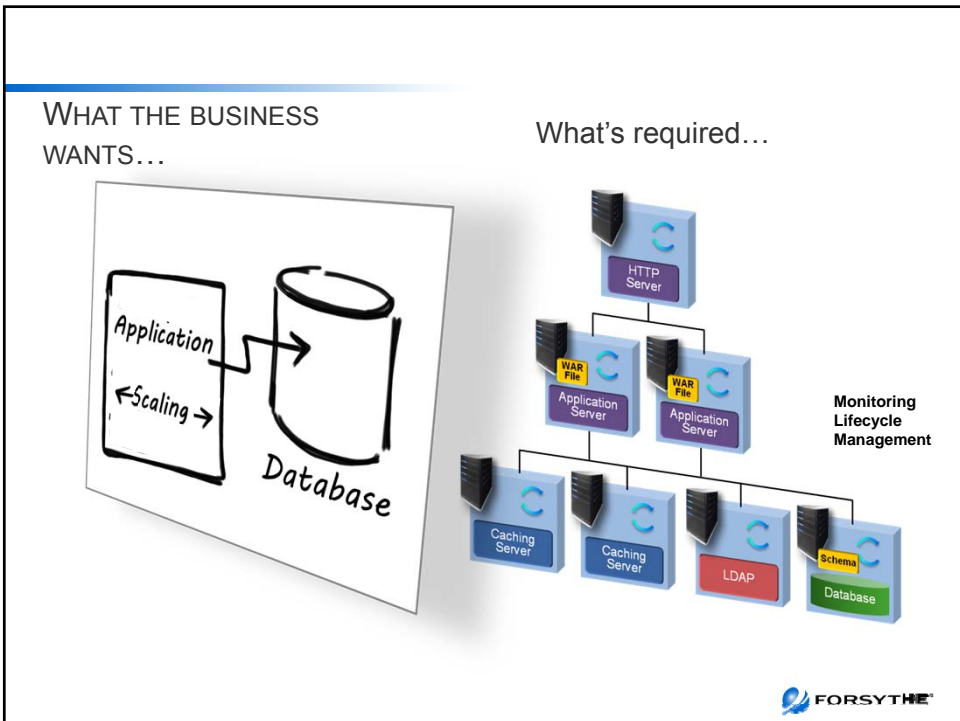 WHAT THE BUSINESS
WANTS…
What's required…
Application
←Scaling→
Database
HTTP
Server
WAR
File
Application
Server
WAR
File
Application
Server
Monitoring
Lifecycle
Management
Caching
Server
Caching
Server
LDAP
Schema
Database
FORSYTHE